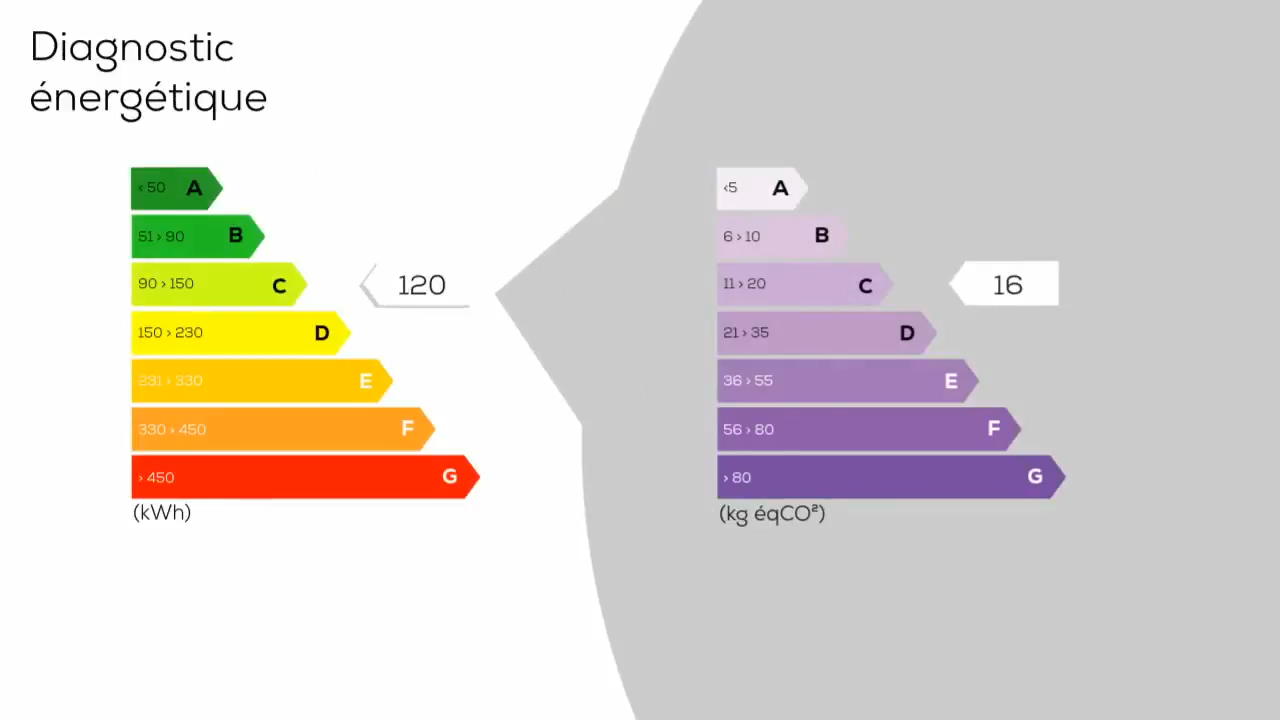 Diagnostic
énergétique
< 50 A
51 > 90 B
90 > 150 C
120
150 > 230 D
231 > 330 E
330 > 450 F
> 450 G
(kWh)
<5 A
6 > 10 B
11 > 20 C
16
21 > 35 D
36 > 55 E
56 > 80 F
> 80 G
(kg éqCO²)